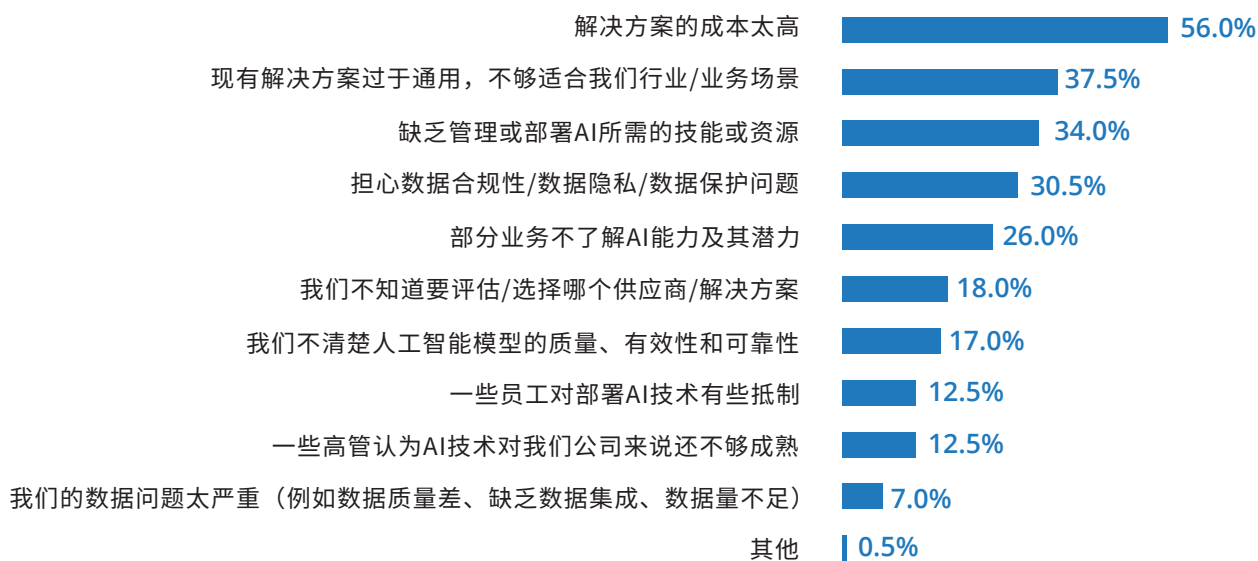 解决方案的成本太高 56.0%
现有解决方案过于通用，不够适合我们行业/业务场景 37.5%
缺乏管理或部署AI所需的技能或资源 34.0%
担心数据合规性/数据隐私/数据保护问题 30.5%
部分业务不了解AI能力及其潜力 26.0%
我们不知道要评估/选择哪个供应商/解决方案 18.0%
我们不清楚人工智能模型的质量、有效性和可靠性 17.0%
一些员工对部署AI技术有些抵制 12.5%
一些高管认为AI技术对我们公司来说还不够成熟 12.5%
我们的数据问题太严重（例如数据质量差、缺乏数据集成、数据量不足） 7.0%
其他 0.5%